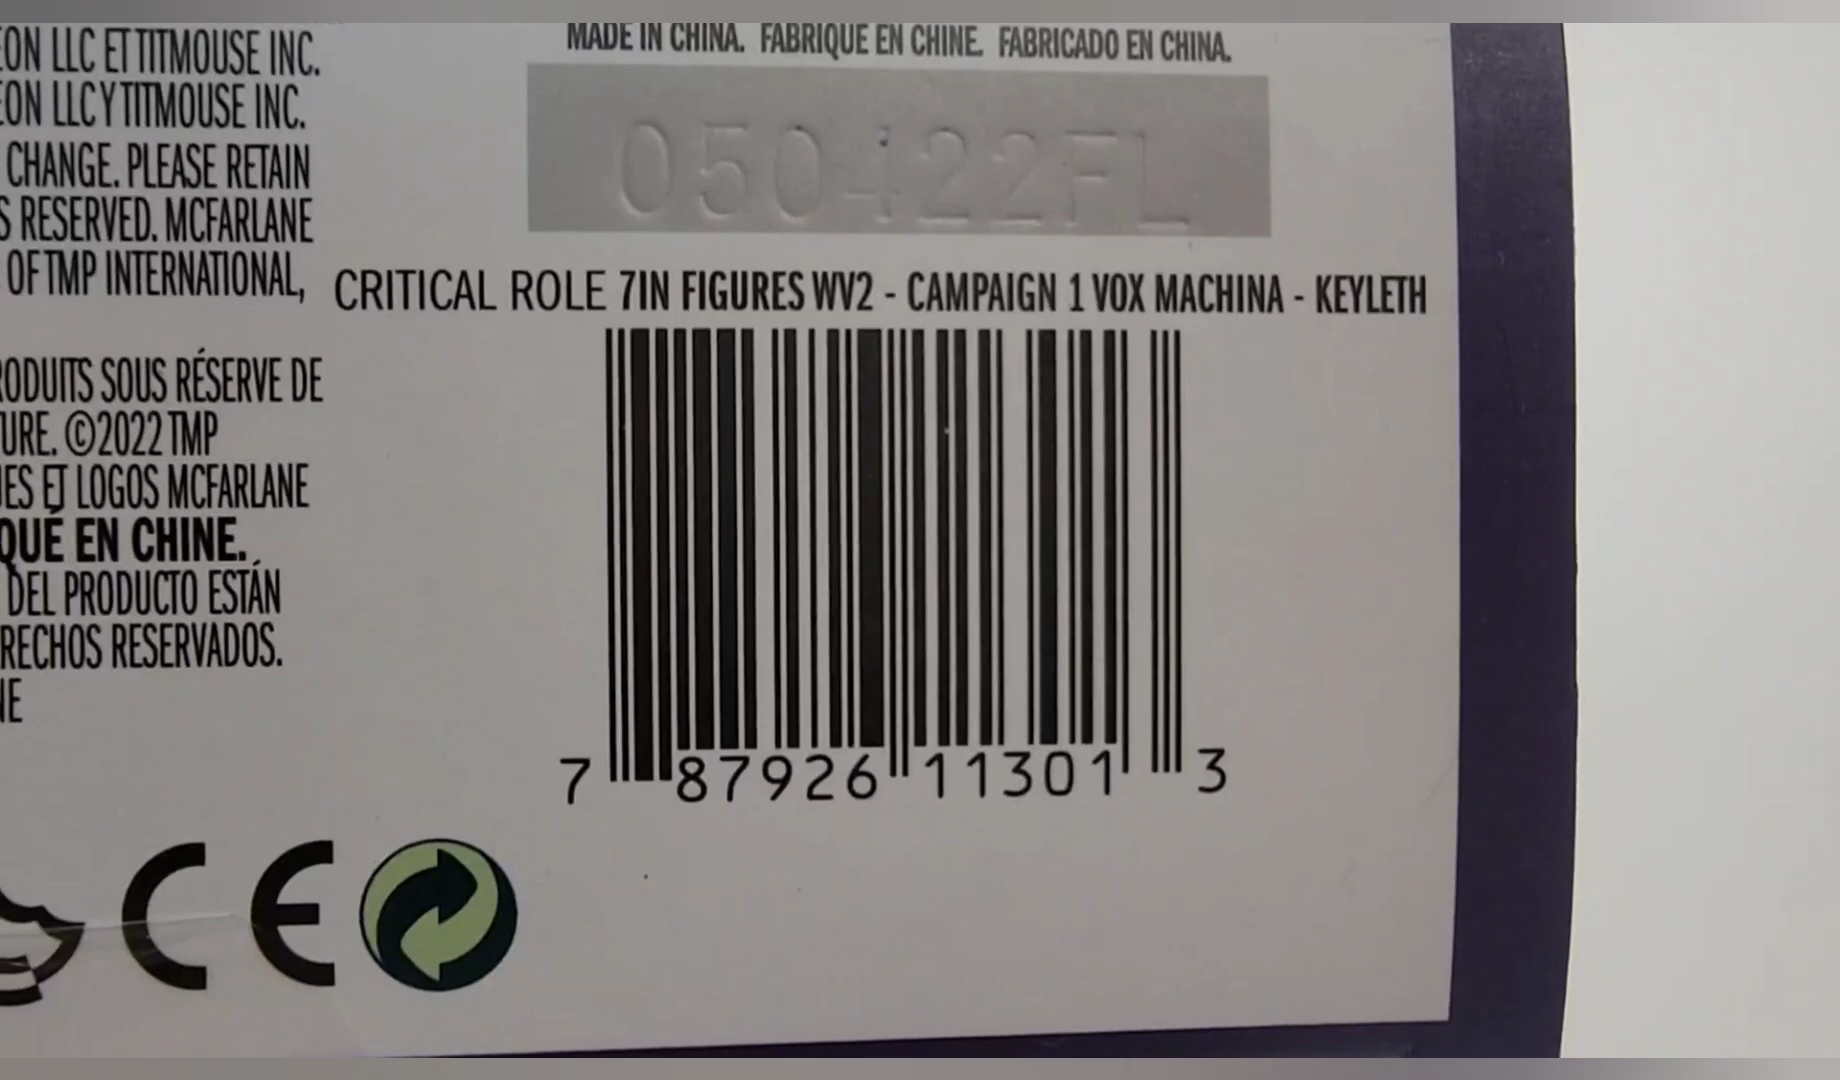 EON LLC ET TITMOUSE INC.
EON LLC Y TITMOUSE INC.
CHANGE. PLEASE RETAIN
S RESERVED. MCFARLANE
OF TMP INTERNATIONAL,
RODUITS SOUS RÉSERVE DE
URE. ©2022 TMP
ES ET LOGOS MCFARLANE
QUÉ EN CHINE.
DEL PRODUCTO ESTÁN
RECHOS RESERVADOS.
NE
MADE IN CHINA. FABRIQUE EN CHINE. FABRICADO EN CHINA.
050422FL
CRITICAL ROLE 7IN FIGURES WV2 - CAMPAIGN 1 VOX MACHINA - KEYLETH
7 87926 11301 3
CE